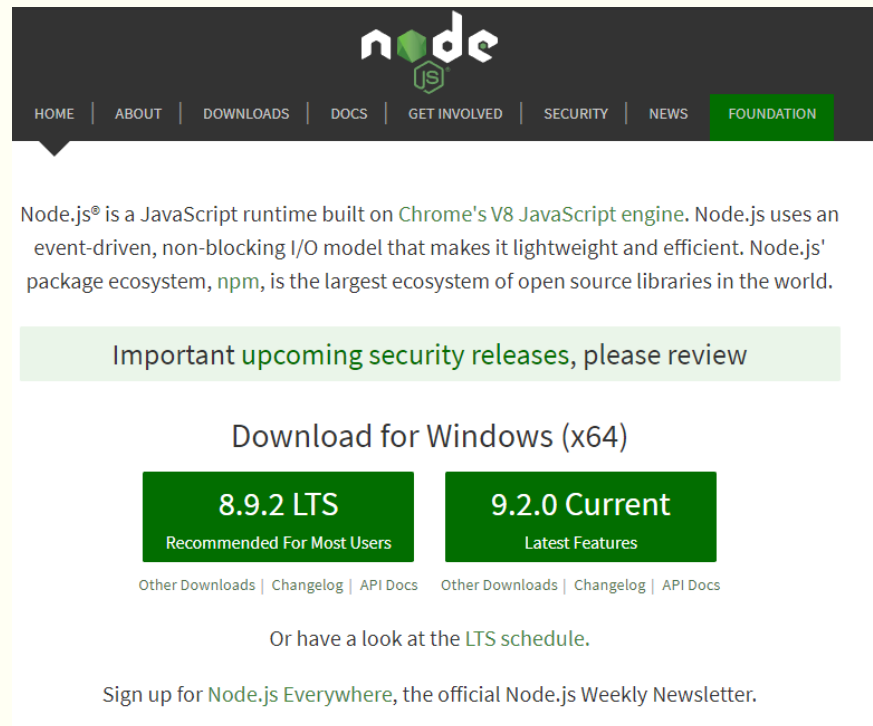 node
JS
HOME | ABOUT | DOWNLOADS | DOCS | GET INVOLVED | SECURITY | NEWS FOUNDATION
Node.js® is a JavaScript runtime built on Chrome's V8 JavaScript engine. Node.js uses an
event-driven, non-blocking I/O model that makes it lightweight and efficient. Node.js'
package ecosystem, npm, is the largest ecosystem of open source libraries in the world.
Important upcoming security releases, please review
Download for Windows (x64)
8.9.2 LTS 9.2.0 Current
Recommended For Most Users Latest Features
Other Downloads | Changelog | API Docs Other Downloads | Changelog | API Docs
Or have a look at the LTS schedule.
Sign up for Node.js Everywhere, the official Node.js Weekly Newsletter.